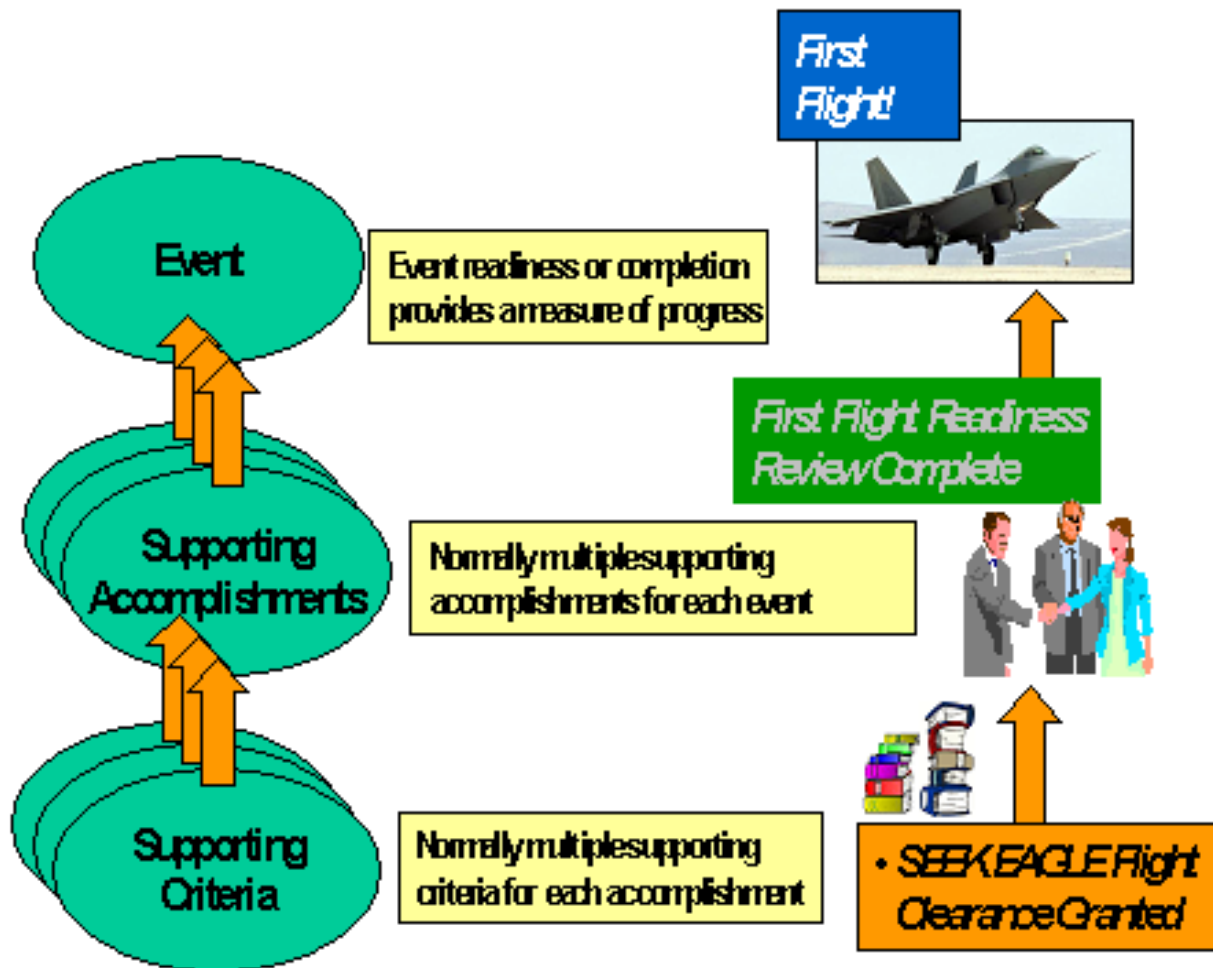 First
Flight!
Event
Event readiness or completion
provides a measure of progress
First Flight Readiness
Review Complete
Supporting
Accomplishments
Normally multiple supporting
accomplishments for each event
Supporting
Criteria
Normally multiple supporting
criteria for each accomplishment
• SEEK EAGLE Flight
Clearance Granted